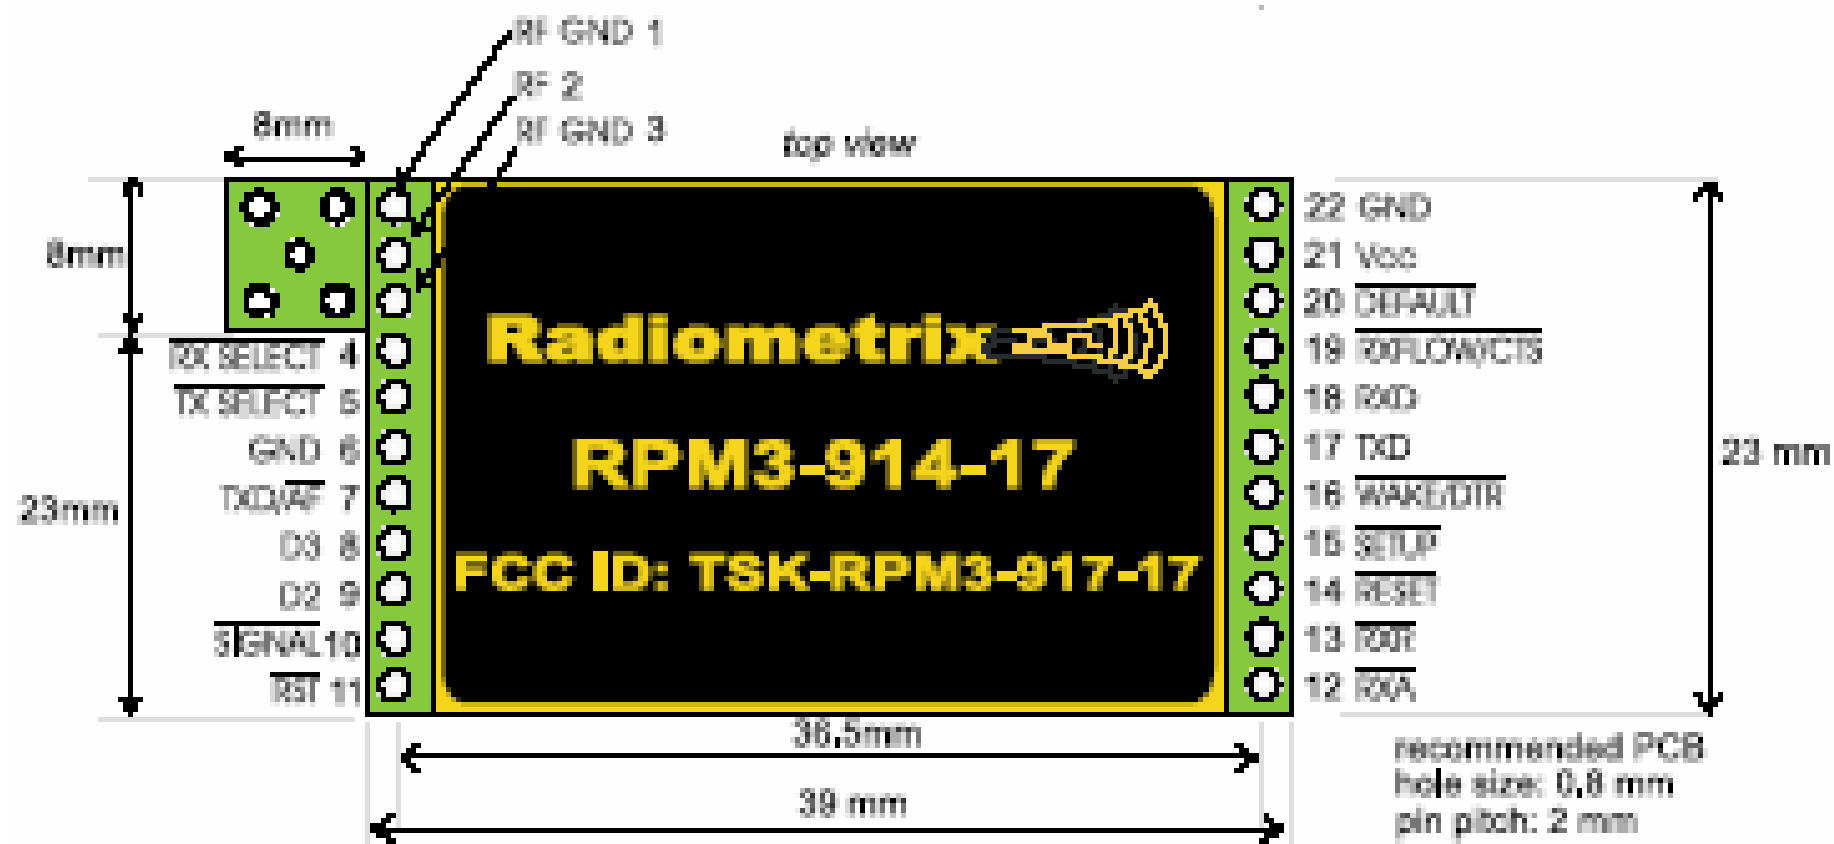 RF GND 1
RF 2
RF GND 3
8mm
top view
8mm
22 GND
21 Vcc
20 DEFAULT
19 RXFLOW/CTS
18 RXD
17 TXD
16 WAKE/DTR
15 SETUP
14 RESET
13 RXR
12 RXA
RX SELECT 4
TX SELECT 5
GND 6
TXD/AF 7
D3 8
D2 9
SIGNAL 10
RST 11
23mm
Radiometrix
RPM3-914-17
FCC ID: TSK-RPM3-917-17
23 mm
36.5mm
39 mm
recommended PCB
hole size: 0.8 mm
pin pitch: 2 mm